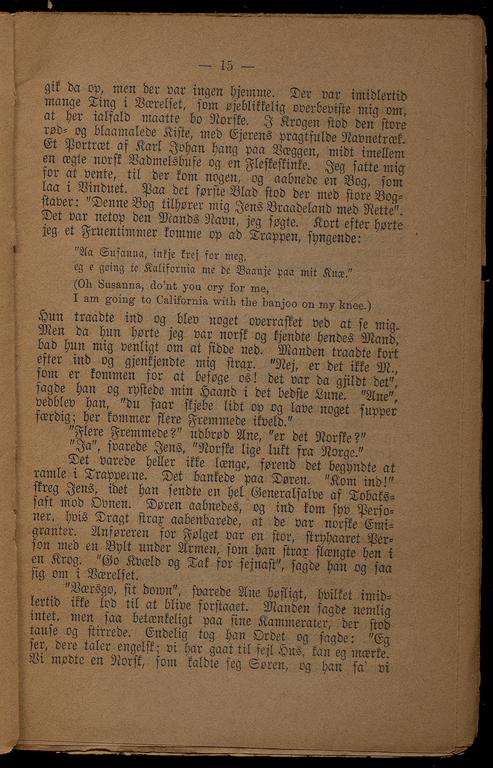 — 15 —
gik da op, men der var ingen hjemme. Der var imidlertid
mange Ting i Værelset, som øjeblikkelig overbeviste mig om,
at her ialfald maatte bo Norske. I Krogen stod den store
rød- og blaamalede Kiste, med Ejerens pragtfulde Navnetræk.
Et Portræt af Karl Johan hang paa Væggen, midt imellem
en ægte norsk Vadmelsbuse og en Fleskeskinke. Jeg satte mig
for at vente, til der kom nogen, og aabnede en Bog, som
laa i Vinduet. Paa det første Blad stod der med store Bog-
staver: "Denne Bog tilhører mig Jens Braadeland med Rette".
Det var netop den Mands Navn, jeg søgte. Kort efter hørte
jeg et Fruentimmer komme op ad Trappen, syngende:
"Aa Susanna, inkje krej for meg,
eg e going te Kalifornia me de Baanje paa mit Knæ."
(Oh Susanna, do'nt you cry for me,
I am going to California with the banjoo on my knee.)
Hun traadte ind og blev noget overrasket ved at se mig.
Men da hun hørte jeg var norsk og kjendte hendes Mand,
bad hun mig venligt om at sidde ned. Manden traadte kort
efter ind og gjenkjendte mig strax. "Nej, er det ikke M.,
som er kommen for at besøge os! det var da gjildt det",
sagde han og rystede min Haand i det bedste Lune. "Ane",
vedblev han, "du faar skjebe lidt op og lave noget supper
færdig; her kommer flere Fremmede ikveld."
"Flere Fremmede?" udbrød Ane, "er det Norske?"
"Ja", svarede Jens, "Norske lige lukt fra Norge."
Det varede heller ikke længe, førend det begyndte at
ramle i Trapperne. Det bankede paa Døren. "Kom ind!"
skreg Jens, idet han sendte en hel Generalsalve af Tobaks-
saft mod Ovnen. Døren aabnedes, og ind kom syv Perso-
ner, hvis Dragt strax aabenbarede, at de var norske Emi-
granter. Anføreren for Følget var en stor, stryhaaret Per-
son med en Bylt under Armen, som han strax slængte hen i
en Krog. "Go Kvæld og Tak for sejnast", sagde han og saa
sig om i Værelset.
"Værsgo, sit down", svarede Ane høfligt, hvilket imid-
lertid ikke lod til at blive forstaaet. Manden sagde nemlig
intet, men saa betænkeligt paa sine Kammerater, der stod
tause og stirrede. Endelig tog han Ordet og sagde: "Eg
ser, dere taler engelsk; vi har gaat til fejl Hus, kan eg mærke.
Vi mødte en Norsk, som kaldte seg Søren, og han sa' vi